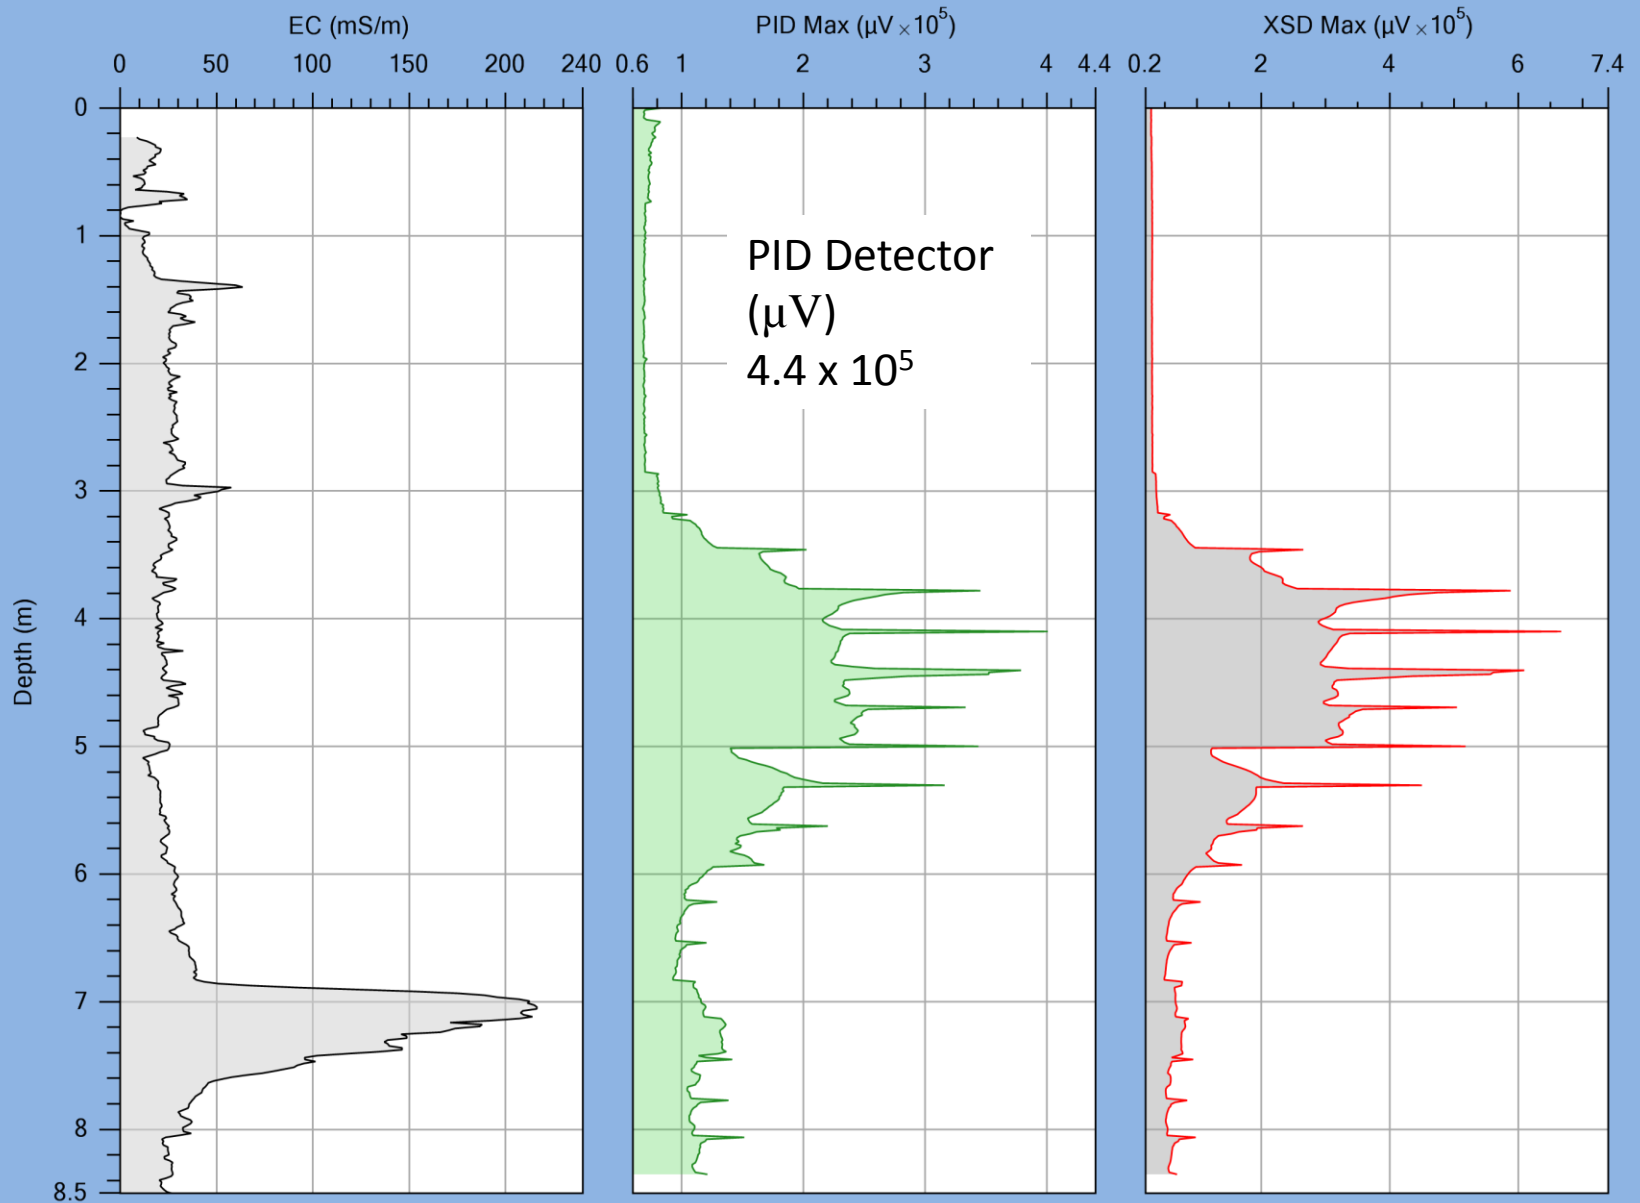 EC (mS/m)
PID Max (µV ×10⁵)
XSD Max (µV ×10⁵)
0 50 100 150 200 240
0.6 1 2 3 4 4.4
0.2 2 4 6 7.4
0
1
2
3
4
5
6
7
8
8.5
Depth (m)
PID Detector
(µV)
4.4 x 10⁵